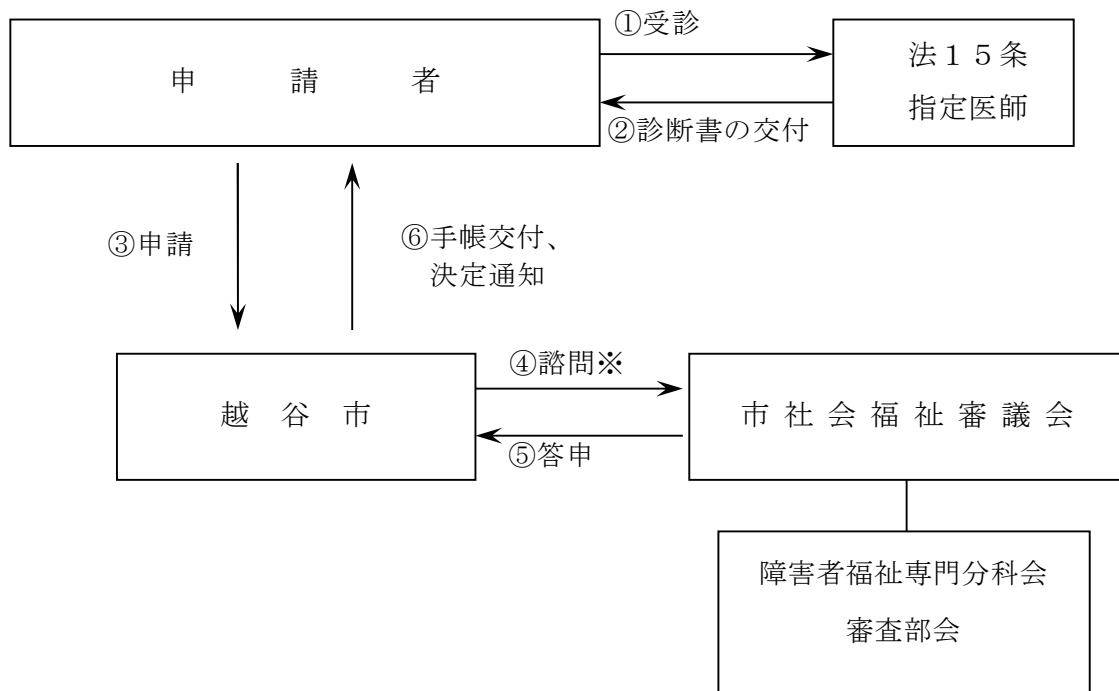 ①受診
申請者
法１５条
指定医師
②診断書の交付
③申請
⑥手帳交付、
決定通知
④諮問※
越谷市
市社会福祉審議会
⑤答申
障害者福祉専門分科会
審査部会